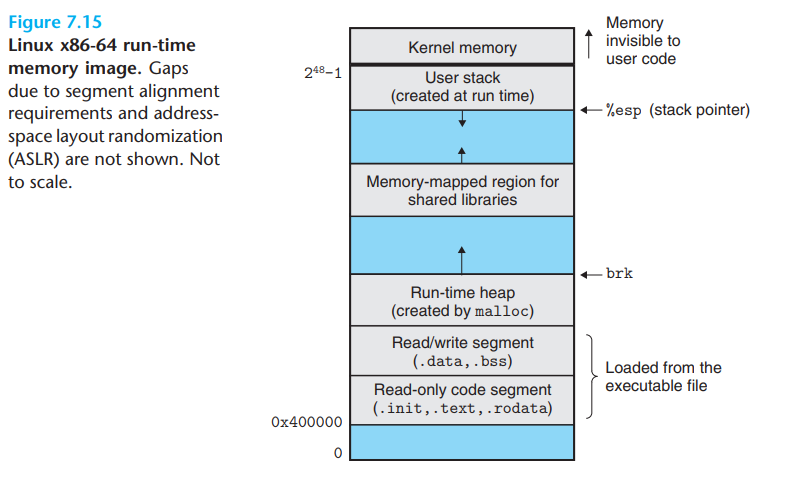 Figure 7.15
Linux x86-64 run-time
memory image. Gaps
due to segment alignment
requirements and address-
space layout randomization
(ASLR) are not shown. Not
to scale.
Kernel memory
Memory
invisible to
user code
2⁴⁸–1
User stack
(created at run time)
%esp (stack pointer)
Memory-mapped region for
shared libraries
brk
Run-time heap
(created by malloc)
Read/write segment
(.data,.bss)
Read-only code segment
(.init,.text,.rodata)
Loaded from the
executable file
0x400000
0